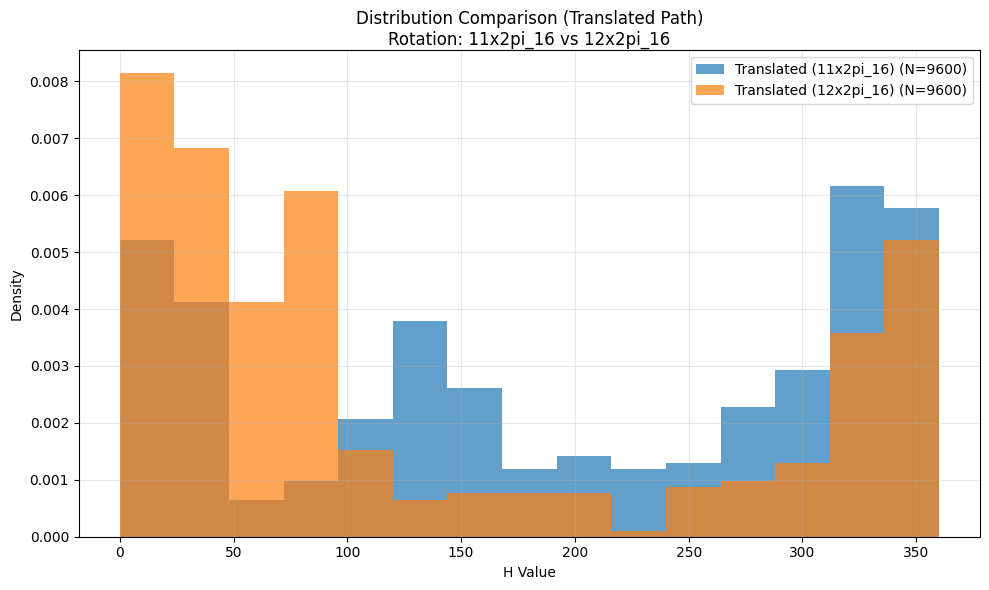 Distribution Comparison (Translated Path)
Rotation: 11x2pi_16 vs 12x2pi_16
Translated (11x2pi_16) (N=9600)
Translated (12x2pi_16) (N=9600)
0.008
0.007
0.006
0.005
0.004
0.003
0.002
0.001
0.000
Density
0 50 100 150 200 250 300 350
H Value